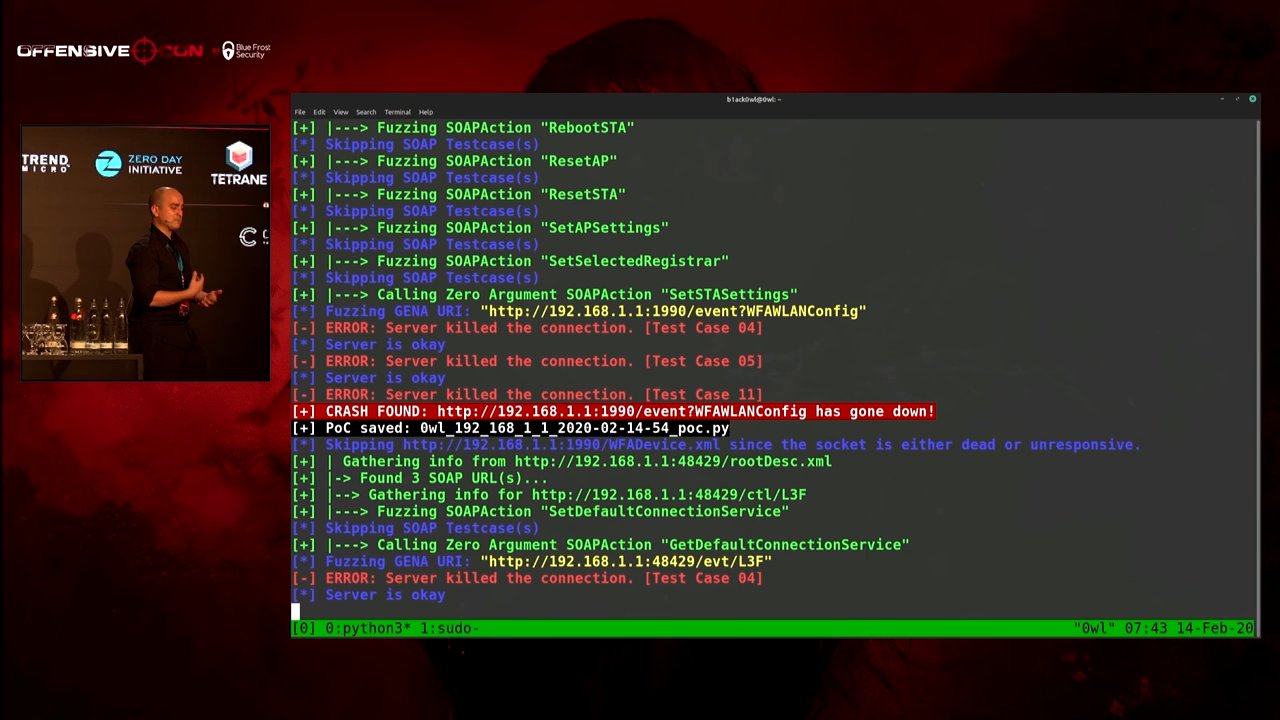 OFFENSIVE CON BY Blue Frost Security
TREND MICRO
ZERO DAY INITIATIVE
TETRANE
b1ack0wl@0wl: ~
File Edit View Search Terminal Help
[+] |---> Fuzzing SOAPAction "RebootSTA"
[*] Skipping SOAP Testcase(s)
[+] |---> Fuzzing SOAPAction "ResetAP"
[*] Skipping SOAP Testcase(s)
[+] |---> Fuzzing SOAPAction "ResetSTA"
[*] Skipping SOAP Testcase(s)
[+] |---> Fuzzing SOAPAction "SetAPSettings"
[*] Skipping SOAP Testcase(s)
[+] |---> Fuzzing SOAPAction "SetSelectedRegistrar"
[*] Skipping SOAP Testcase(s)
[+] |---> Calling Zero Argument SOAPAction "SetSTASettings"
[*] Fuzzing GENA URI: "http://192.168.1.1:1990/event?WFAWLANConfig"
[-] ERROR: Server killed the connection. [Test Case 04]
[*] Server is okay
[-] ERROR: Server killed the connection. [Test Case 05]
[*] Server is okay
[-] ERROR: Server killed the connection. [Test Case 11]
[+] CRASH FOUND: http://192.168.1.1:1990/event?WFAWLANConfig has gone down!
[+] PoC saved: 0wl_192_168_1_1_2020-02-14-54_poc.py
[*] Skipping http://192.168.1.1:1990/WFADevice.xml since the socket is either dead or unresponsive.
[+] | Gathering info from http://192.168.1.1:48429/rootDesc.xml
[+] |-> Found 3 SOAP URL(s)...
[+] |--> Gathering info for http://192.168.1.1:48429/ctl/L3F
[+] |---> Fuzzing SOAPAction "SetDefaultConnectionService"
[*] Skipping SOAP Testcase(s)
[+] |---> Calling Zero Argument SOAPAction "GetDefaultConnectionService"
[*] Fuzzing GENA URI: "http://192.168.1.1:48429/evt/L3F"
[-] ERROR: Server killed the connection. [Test Case 04]
[*] Server is okay
[0] 0:python3* 1:sudo- "0wl" 07:43 14-Feb-20